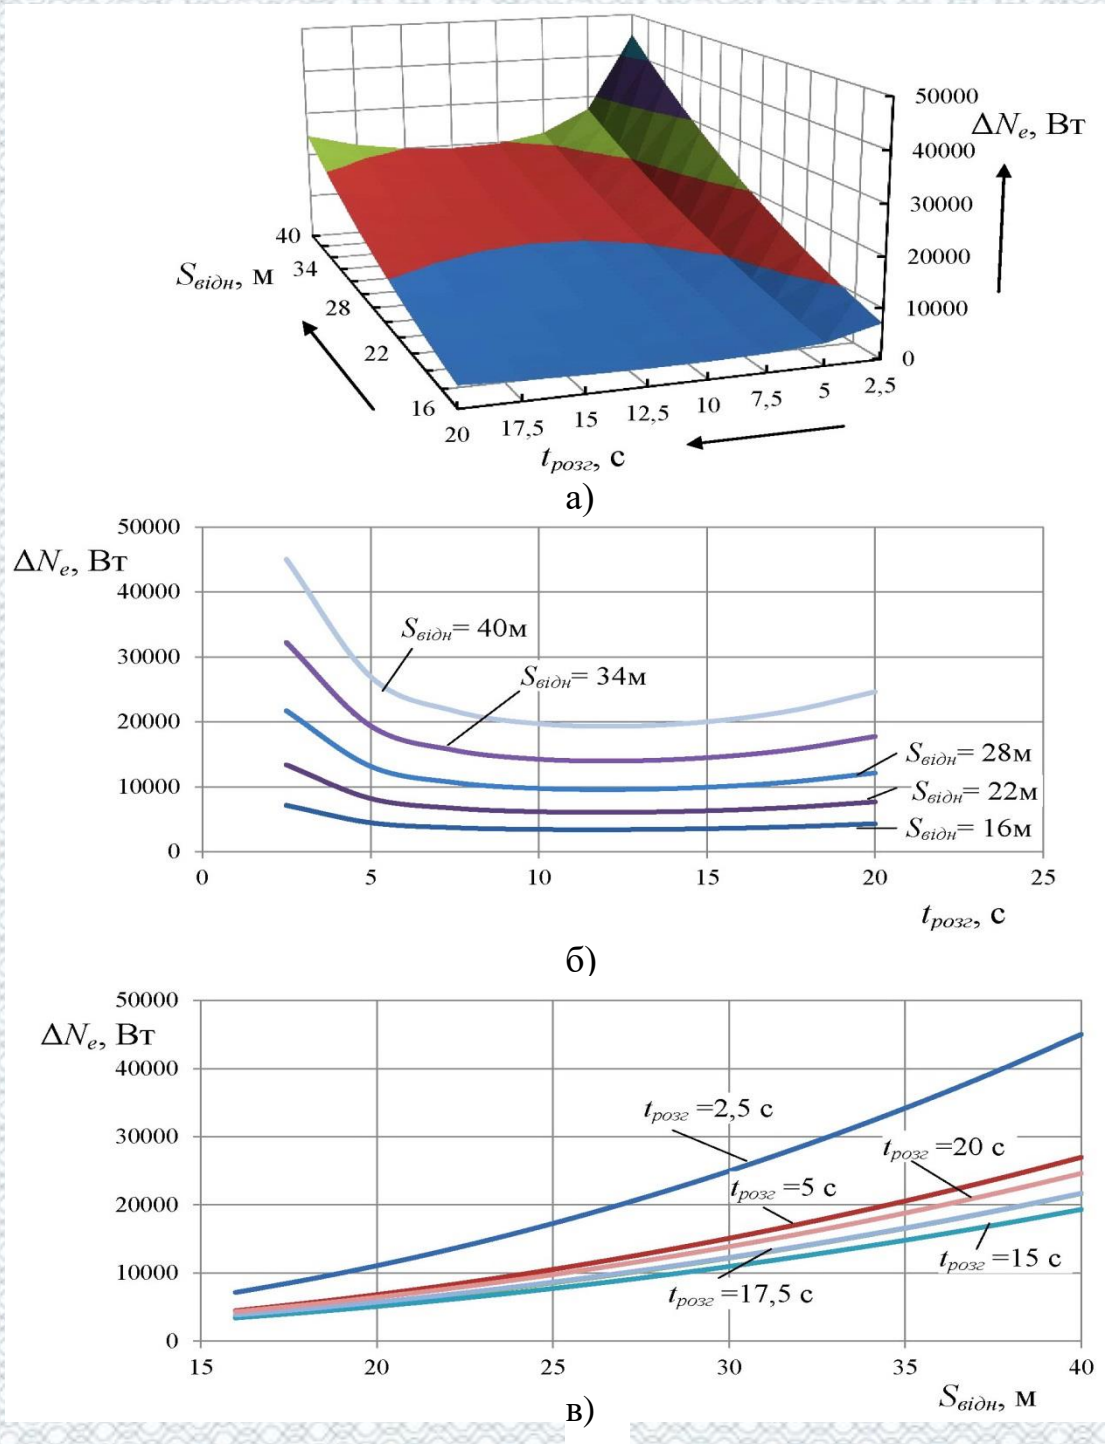 50000
ΔNₑ, Вт
40000
30000
20000
10000
0
40
34
28
22
16
Sвідн, м
20
17,5
15
12,5
10
7,5
5
2,5
tрозг, с
а)
50000
ΔNₑ, Вт
40000
30000
20000
10000
0
Sвідн= 40м
Sвідн= 34м
Sвідн= 28м
Sвідн= 22м
Sвідн= 16м
0 5 10 15 20 25
tрозг, с
б)
50000
ΔNₑ, Вт
40000
30000
20000
10000
0
tрозг =2,5 с
tрозг =20 с
tрозг =5 с
tрозг =15 с
tрозг =17,5 с
15 20 25 30 35 40
Sвідн, м
в)